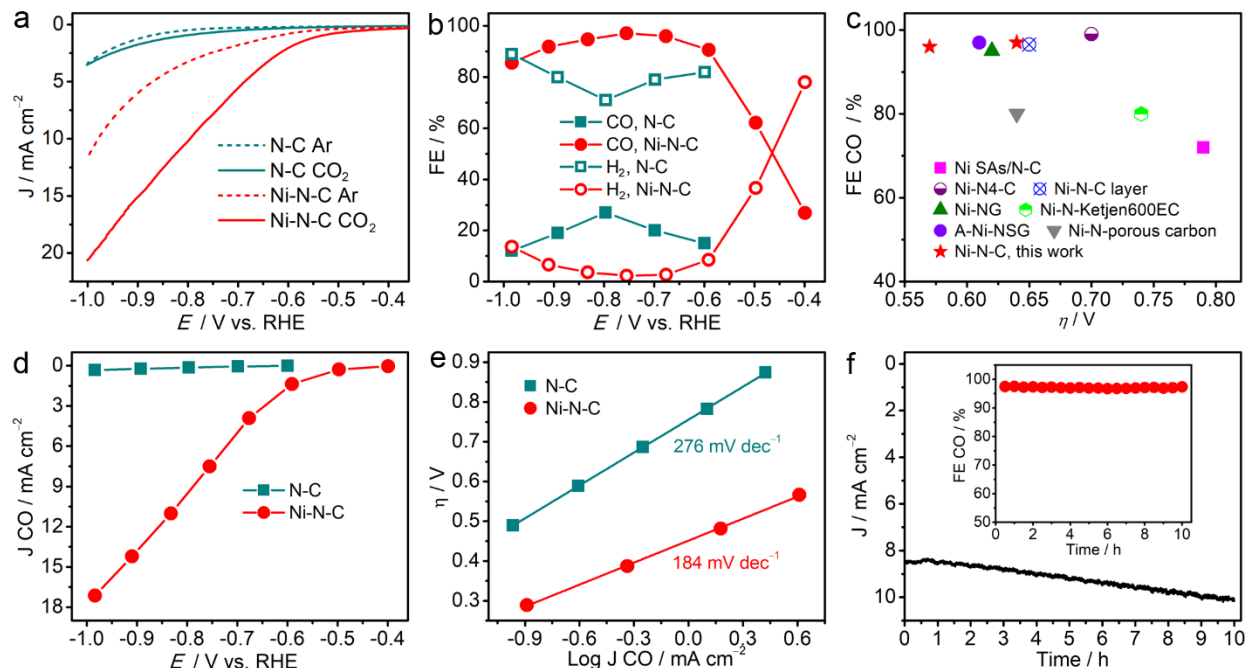 a
J / mA cm⁻²
0
5
10
15
20
N-C Ar
N-C CO₂
Ni-N-C Ar
Ni-N-C CO₂
-1.0 -0.9 -0.8 -0.7 -0.6 -0.5 -0.4
E / V vs. RHE
b
FE / %
100
80
60
40
20
0
CO, N-C
CO, Ni-N-C
H₂, N-C
H₂, Ni-N-C
-1.0 -0.9 -0.8 -0.7 -0.6 -0.5 -0.4
E / V vs. RHE
c
FE CO / %
100
80
60
40
Ni SAs/N-C
Ni-N4-C Ni-N-C layer
Ni-NG Ni-N-Ketjen600EC
A-Ni-NSG Ni-N-porous carbon
Ni-N-C, this work
0.55 0.60 0.65 0.70 0.75 0.80
η / V
d
J CO / mA cm⁻²
0
3
6
9
12
15
18
N-C
Ni-N-C
-1.0 -0.9 -0.8 -0.7 -0.6 -0.5 -0.4
E / V vs. RHE
e
η / V
0.9
0.8
0.7
0.6
0.5
0.4
0.3
N-C
Ni-N-C
276 mV dec⁻¹
184 mV dec⁻¹
-0.9 -0.6 -0.3 0.0 0.3 0.6
Log J CO / mA cm⁻²
f
J / mA cm⁻²
0
2
4
6
8
10
FE CO / %
100
90
80
70
60
50
0 2 4 6 8 10
Time / h
0 1 2 3 4 5 6 7 8 9 10
Time / h